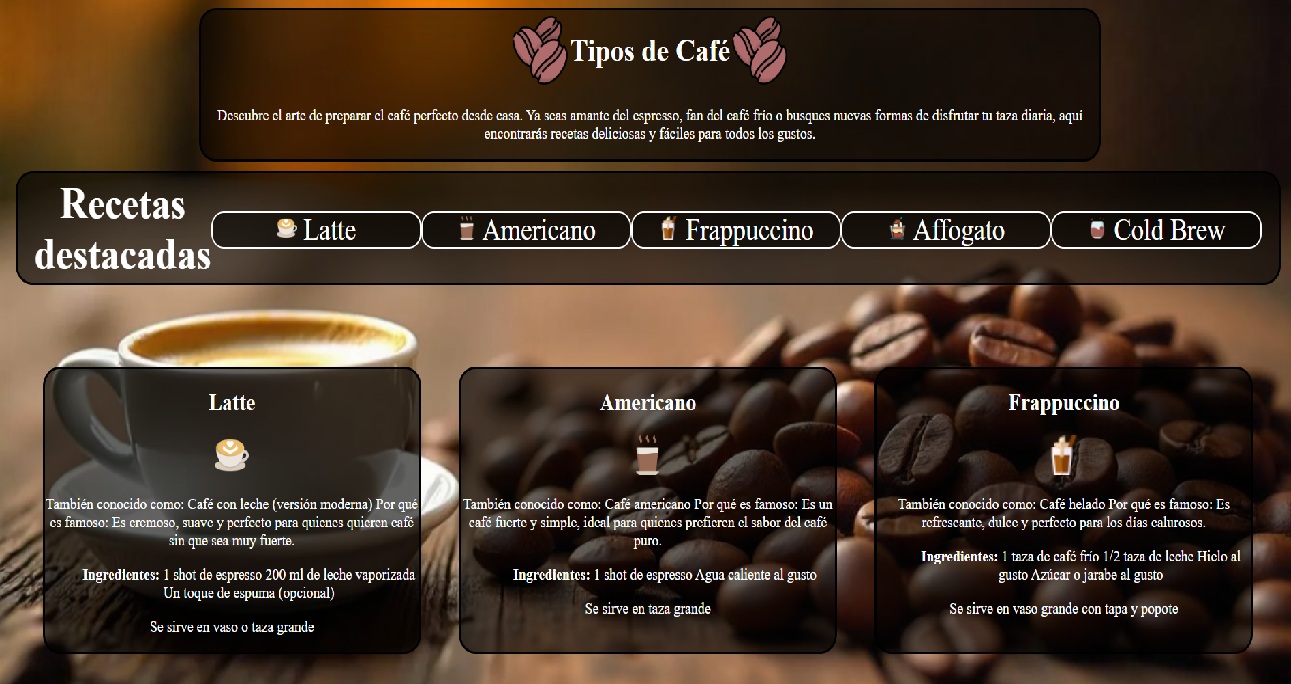 Tipos de Café
Descubre el arte de preparar el café perfecto desde casa. Ya seas amante del espresso, fan del café frío o busques nuevas formas de disfrutar tu taza diaria, aquí
encontrarás recetas deliciosas y fáciles para todos los gustos.
Recetas
destacadas
Latte
Americano
Frappuccino
Affogato
Cold Brew
Latte
También conocido como: Café con leche (versión moderna) Por qué
es famoso: Es cremoso, suave y perfecto para quienes quieren café
sin que sea muy fuerte.
Ingredientes: 1 shot de espresso 200 ml de leche vaporizada
Un toque de espuma (opcional)
Se sirve en vaso o taza grande
Americano
También conocido como: Café americano Por qué es famoso: Es un
café fuerte y simple, ideal para quienes prefieren el sabor del café
puro.
Ingredientes: 1 shot de espresso Agua caliente al gusto
Se sirve en taza grande
Frappuccino
También conocido como: Café helado Por qué es famoso: Es
refrescante, dulce y perfecto para los días calurosos.
Ingredientes: 1 taza de café frío 1/2 taza de leche Hielo al
gusto Azúcar o jarabe al gusto
Se sirve en vaso grande con tapa y popote